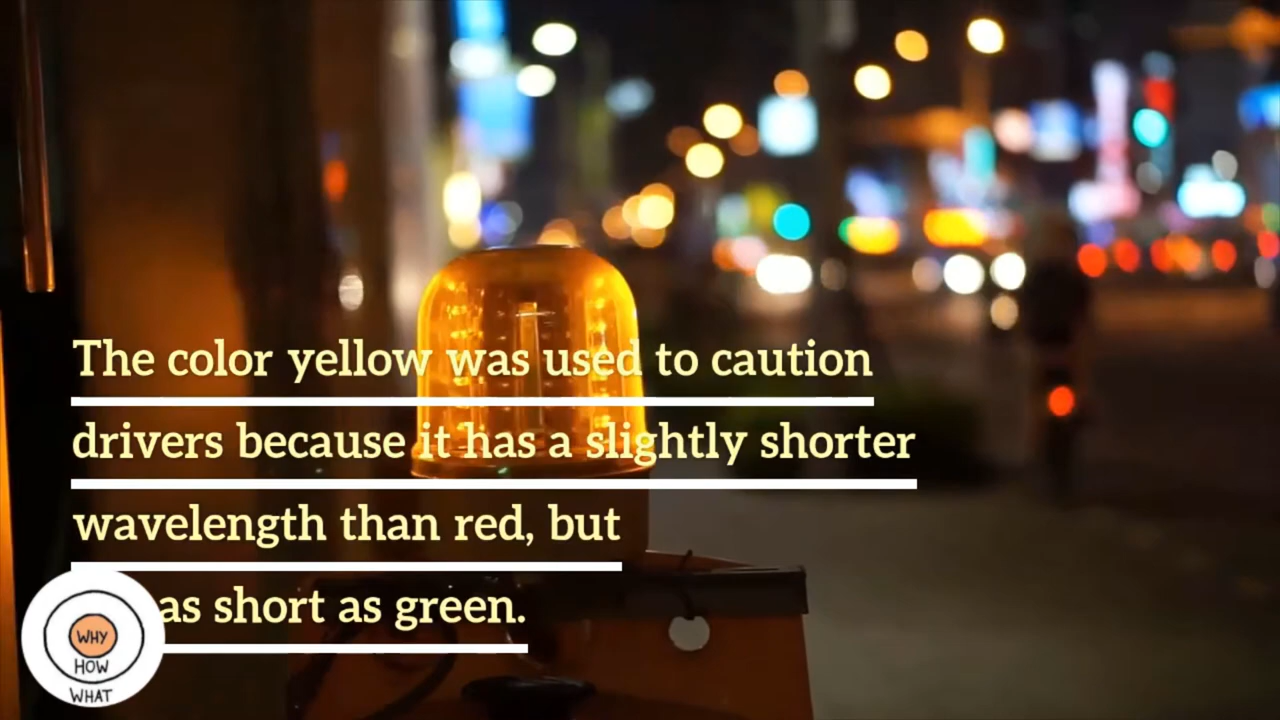 The color yellow was used to caution
drivers because it has a slightly shorter
wavelength than red, but
as short as green.
WHY
HOW
WHAT